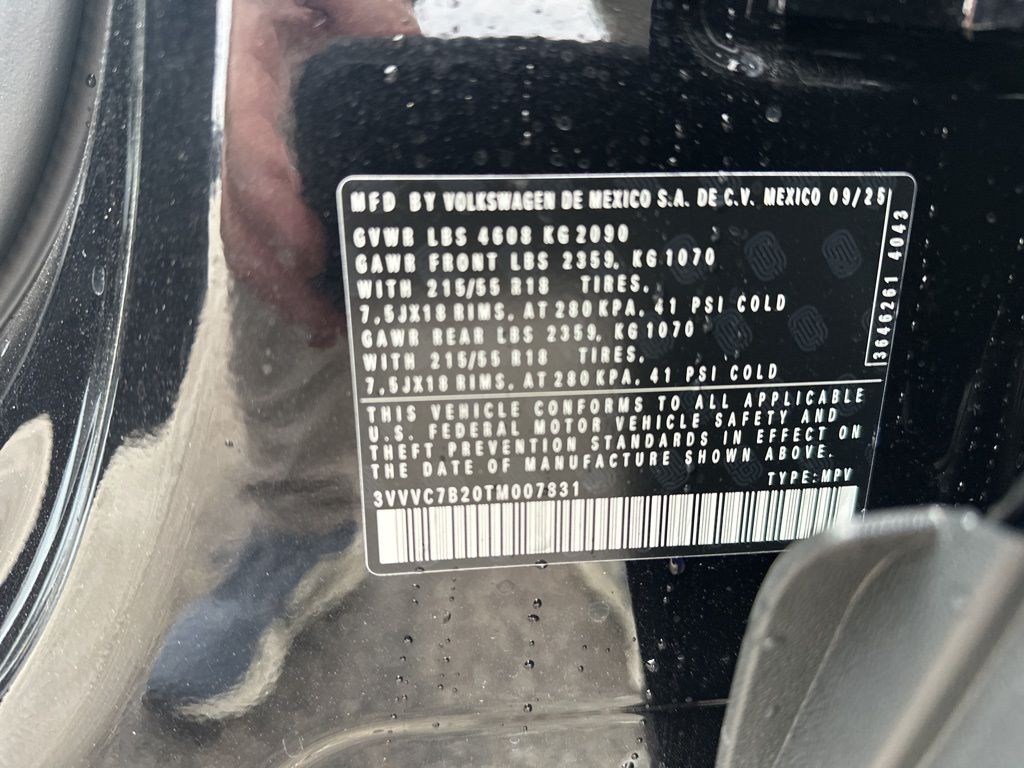 MFD BY VOLKSWAGEN DE MEXICO S.A. DE C.V. MEXICO 09/25
GVWR LBS 4608 KG 2090
GAWR FRONT LBS 2359, KG 1070
WITH 215/55 R18 TIRES,
7,5JX18 RIMS, AT 280 KPA, 41 PSI COLD
GAWR REAR LBS 2359, KG 1070
WITH 215/55 R18 TIRES,
7,5JX18 RIMS, AT 280 KPA, 41 PSI COLD
3646261 4043
THIS VEHICLE CONFORMS TO ALL APPLICABLE
U.S. FEDERAL MOTOR VEHICLE SAFETY AND
THEFT PREVENTION STANDARDS IN EFFECT ON
THE DATE OF MANUFACTURE SHOWN ABOVE.
TYPE: MPV
3VVVC7B20TM007831